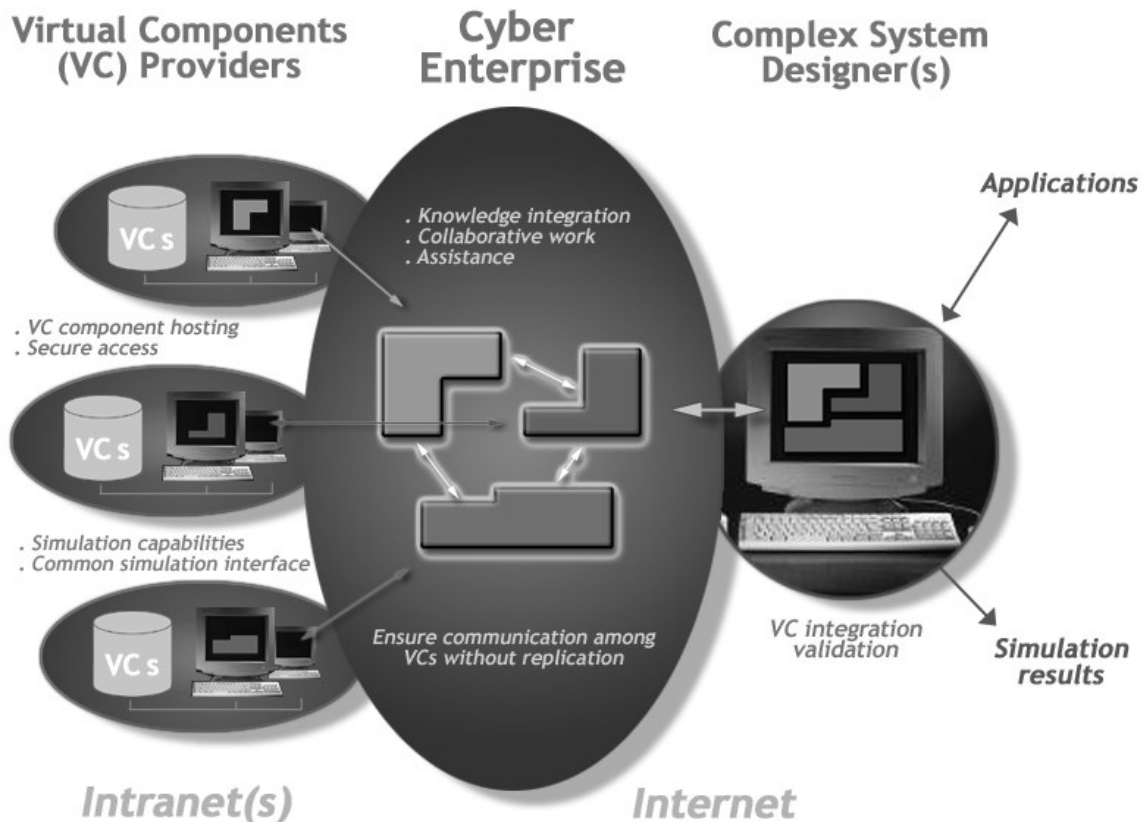 Virtual Components
(VC) Providers
Cyber
Enterprise
Complex System
Designer(s)
VC s
. VC component hosting
. Secure access
VC s
. Simulation capabilities
. Common simulation interface
VC s
. Knowledge integration
. Collaborative work
. Assistance
Ensure communication among
VCs without replication
Applications
VC integration
validation
Simulation
results
Intranet(s)
Internet